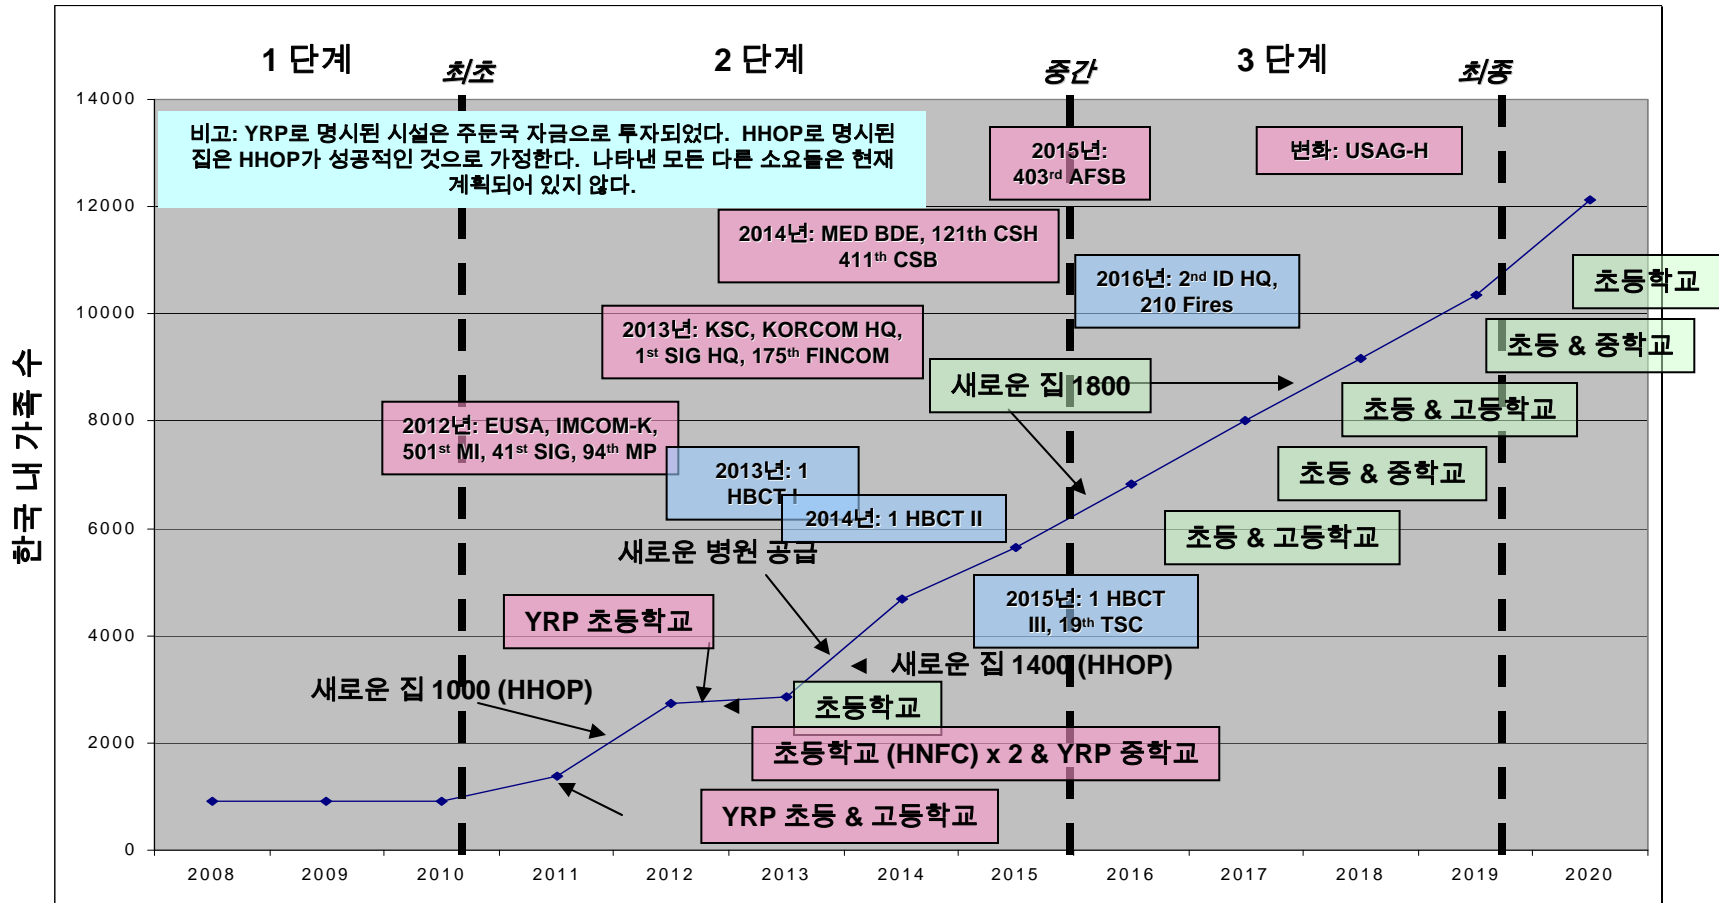 1 단계
2 단계
3 단계
최초
중간
최종
한국 내 가족 수
14000
12000
10000
8000
6000
4000
2000
0
비고: YRP로 명시된 시설은 주둔국 자금으로 투자되었다. HHOP로 명시된
집은 HHOP가 성공적인 것으로 가정한다. 나타낸 모든 다른 소요들은 현재
계획되어 있지 않다.
2015년:
403rd AFSB
변화: USAG-H
2014년: MED BDE, 121th CSH
411th CSB
2016년: 2nd ID HQ,
210 Fires
초등학교
2013년: KSC, KORCOM HQ,
1st SIG HQ, 175th FINCOM
초등 & 중학교
새로운 집 1800
초등 & 고등학교
2012년: EUSA, IMCOM-K,
501st MI, 41st SIG, 94th MP
2013년: 1
HBCT I
초등 & 중학교
2014년: 1 HBCT II
초등 & 고등학교
새로운 병원 공급
2015년: 1 HBCT
III, 19th TSC
YRP 초등학교
새로운 집 1400 (HHOP)
새로운 집 1000 (HHOP)
초등학교
초등학교 (HNFC) x 2 & YRP 중학교
YRP 초등 & 고등학교
2008
2009
2010
2011
2012
2013
2014
2015
2016
2017
2018
2019
2020